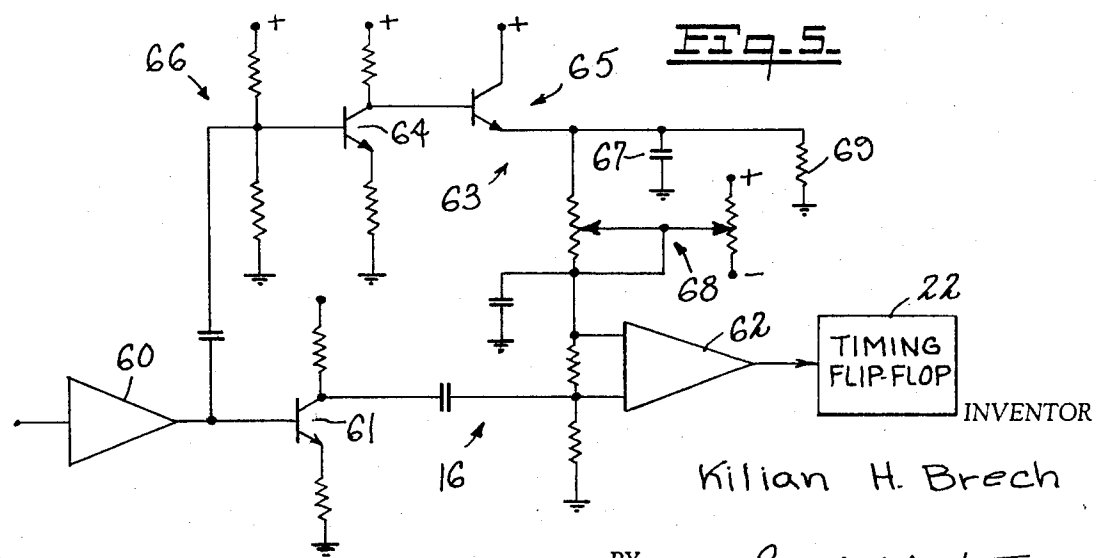 Fig. 5.
+
+
+
66
65
64
67
69
63
+
68
-
22
62
TIMING
FLIP-FLOP
60
61
16
INVENTOR
Kilian H. Brech
BY